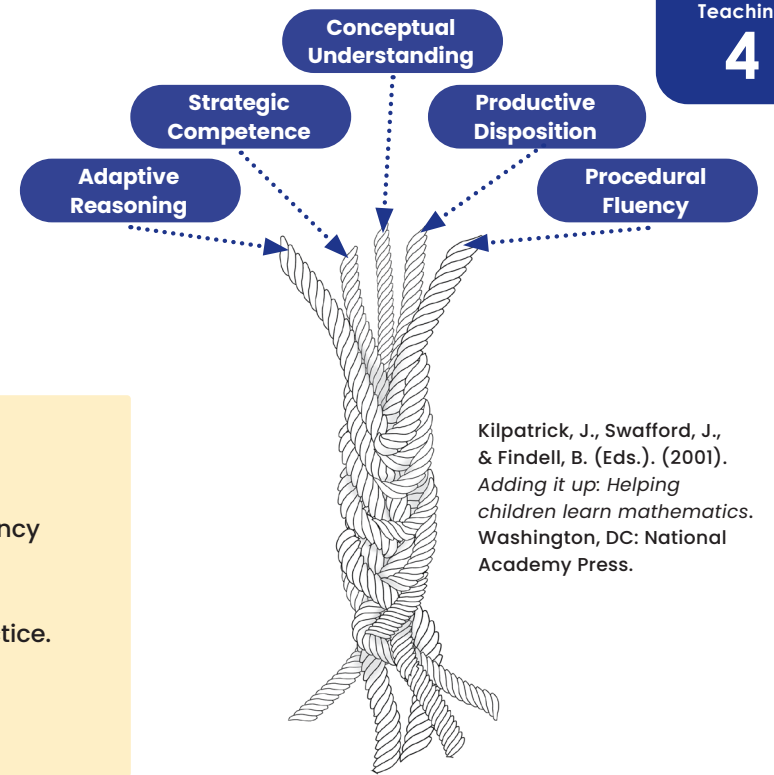 Teachin
4
Conceptual
Understanding
Strategic
Competence
Productive
Disposition
Adaptive
Reasoning
Procedural
Fluency
Kilpatrick, J., Swafford, J.,
& Findell, B. (Eds.). (2001).
Adding it up: Helping
children learn mathematics.
Washington, DC: National
Academy Press.
ncy
tice.